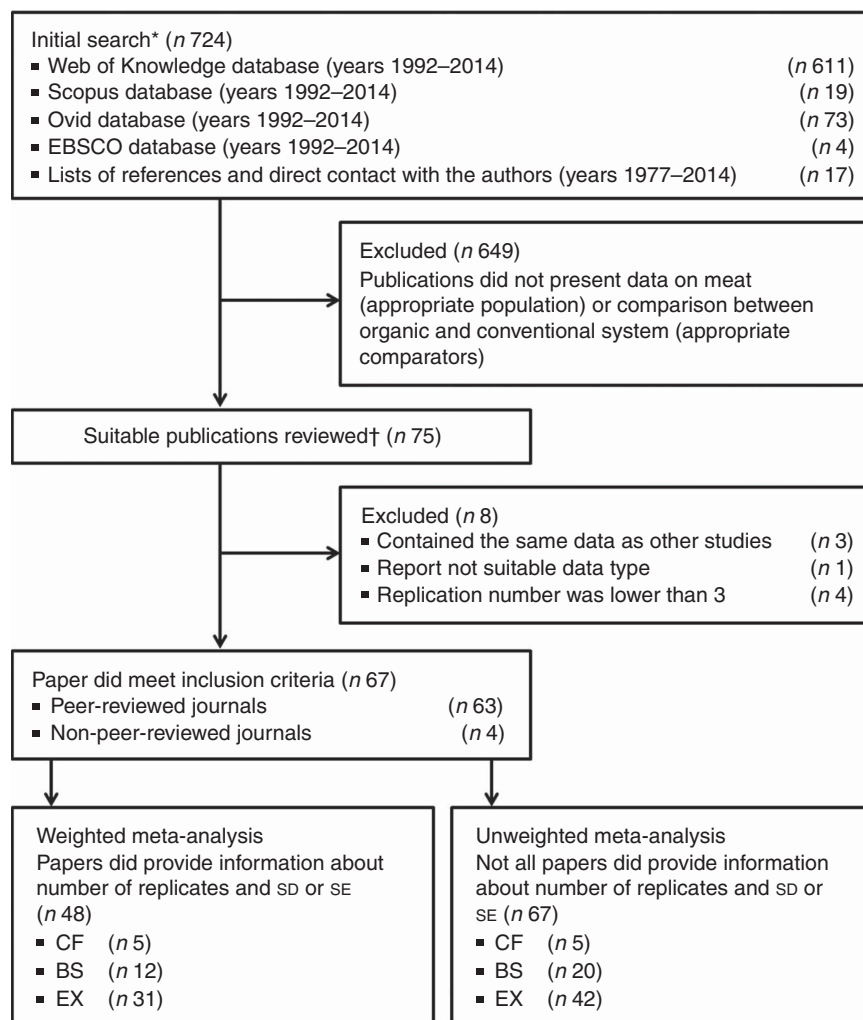 Initial search* (n 724)
▪ Web of Knowledge database (years 1992–2014) (n 611)
▪ Scopus database (years 1992–2014) (n 19)
▪ Ovid database (years 1992–2014) (n 73)
▪ EBSCO database (years 1992–2014) (n 4)
▪ Lists of references and direct contact with the authors (years 1977–2014) (n 17)
Excluded (n 649)
Publications did not present data on meat
(appropriate population) or comparison between
organic and conventional system (appropriate
comparators)
Suitable publications reviewed† (n 75)
Excluded (n 8)
▪ Contained the same data as other studies (n 3)
▪ Report not suitable data type (n 1)
▪ Replication number was lower than 3 (n 4)
Paper did meet inclusion criteria (n 67)
▪ Peer-reviewed journals (n 63)
▪ Non-peer-reviewed journals (n 4)
Weighted meta-analysis
Papers did provide information about
number of replicates and SD or SE
(n 48)
▪ CF (n 5)
▪ BS (n 12)
▪ EX (n 31)
Unweighted meta-analysis
Not all papers did provide information
about number of replicates and SD or
SE (n 67)
▪ CF (n 5)
▪ BS (n 20)
▪ EX (n 42)